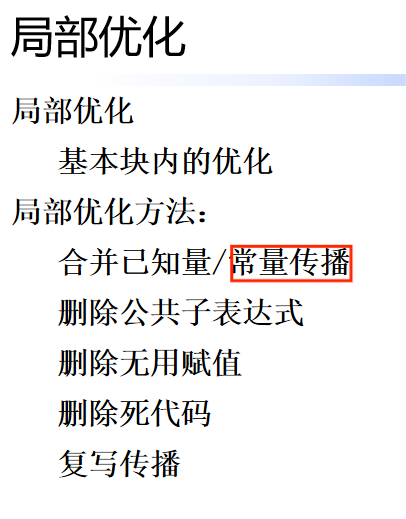 局部优化
局部优化
基本块内的优化
局部优化方法：
合并已知量/常量传播
删除公共子表达式
删除无用赋值
删除死代码
复写传播